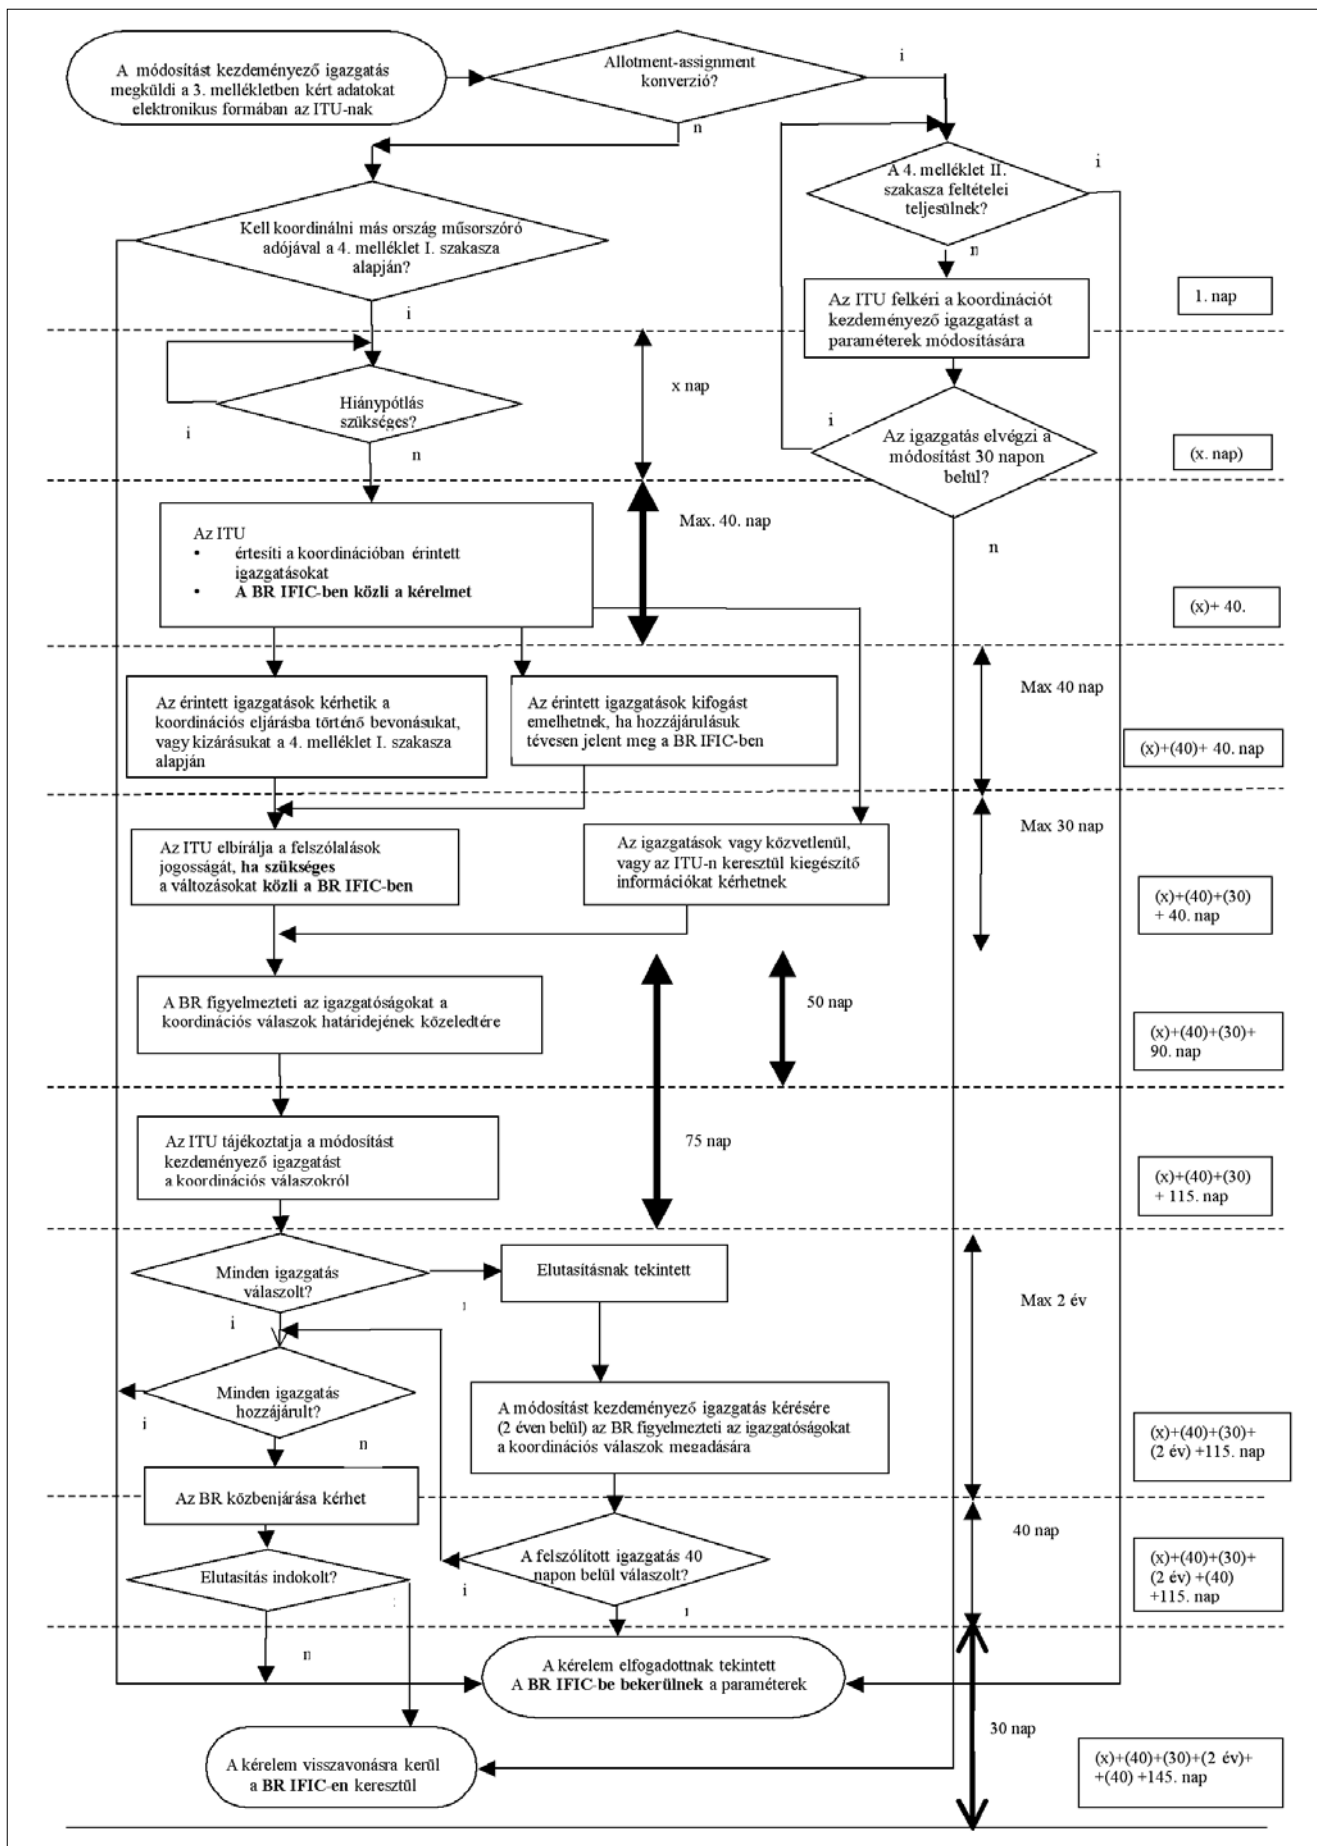 A módosítást kezdeményező igazgatás
megküldi a 3. mellékletben kért adatokat
elektronikus formában az ITU-nak
Allotment-assignment
konverzió?
i
n
A 4. melléklet II.
szakasza feltételei
teljesülnek?
i
n
Kell koordinálni más ország műsorszóró
adójával a 4. melléklet I. szakasza
alapján?
i
Az ITU felkéri a koordinációt
kezdeményező igazgatást a
paraméterek módosítására
1. nap
x nap
Hiánypótlás
szükséges?
i
n
i
Az igazgatás elvégzi a
módosítást 30 napon
belül?
n
(x. nap)
Max. 40. nap
Az ITU
• értesíti a koordinációban érintett
igazgatásokat
• A BR IFIC-ben közli a kérelmet
(x)+ 40.
Az érintett igazgatások kérhetik a
koordinációs eljárásba történő bevonásukat,
vagy kizárásukat a 4. melléklet I. szakasza
alapján
Az érintett igazgatások kifogást
emelhetnek, ha hozzájárulásuk
tévesen jelent meg a BR IFIC-ben
Max 40 nap
(x)+(40)+ 40. nap
Az ITU elbírálja a felszólalások
jogosságát, ha szükséges
a változásokat közli a BR IFIC-ben
Az igazgatások vagy közvetlenül,
vagy az ITU-n keresztül kiegészítő
információkat kérhetnek
Max 30 nap
(x)+(40)+(30)
+ 40. nap
A BR figyelmezteti az igazgatóságokat a
koordinációs válaszok határidejének közeledtére
50 nap
(x)+(40)+(30)+
90. nap
Az ITU tájékoztatja a módosítást
kezdeményező igazgatást
a koordinációs válaszokról
75 nap
(x)+(40)+(30)
+ 115. nap
Minden igazgatás
válaszolt?
i
Elutasításnak tekintett
Max 2 év
Minden igazgatás
hozzájárult?
i
n
A módosítást kezdeményező igazgatás kérésére
(2 éven belül) az BR figyelmezteti az igazgatóságokat
a koordinációs válaszok megadására
(x)+(40)+(30)+
(2 év) +115. nap
Az BR közbenjárása kérhet
40 nap
A felszólított igazgatás 40
napon belül válaszolt?
i
Elutasítás indokolt?
n
(x)+(40)+(30)+
(2 év) +(40)
+115. nap
A kérelem elfogadottnak tekintett
A BR IFIC-be bekerülnek a paraméterek
30 nap
A kérelem visszavonásra kerül
a BR IFIC-en keresztül
(x)+(40)+(30)+(2 év)+
+(40) +145. nap